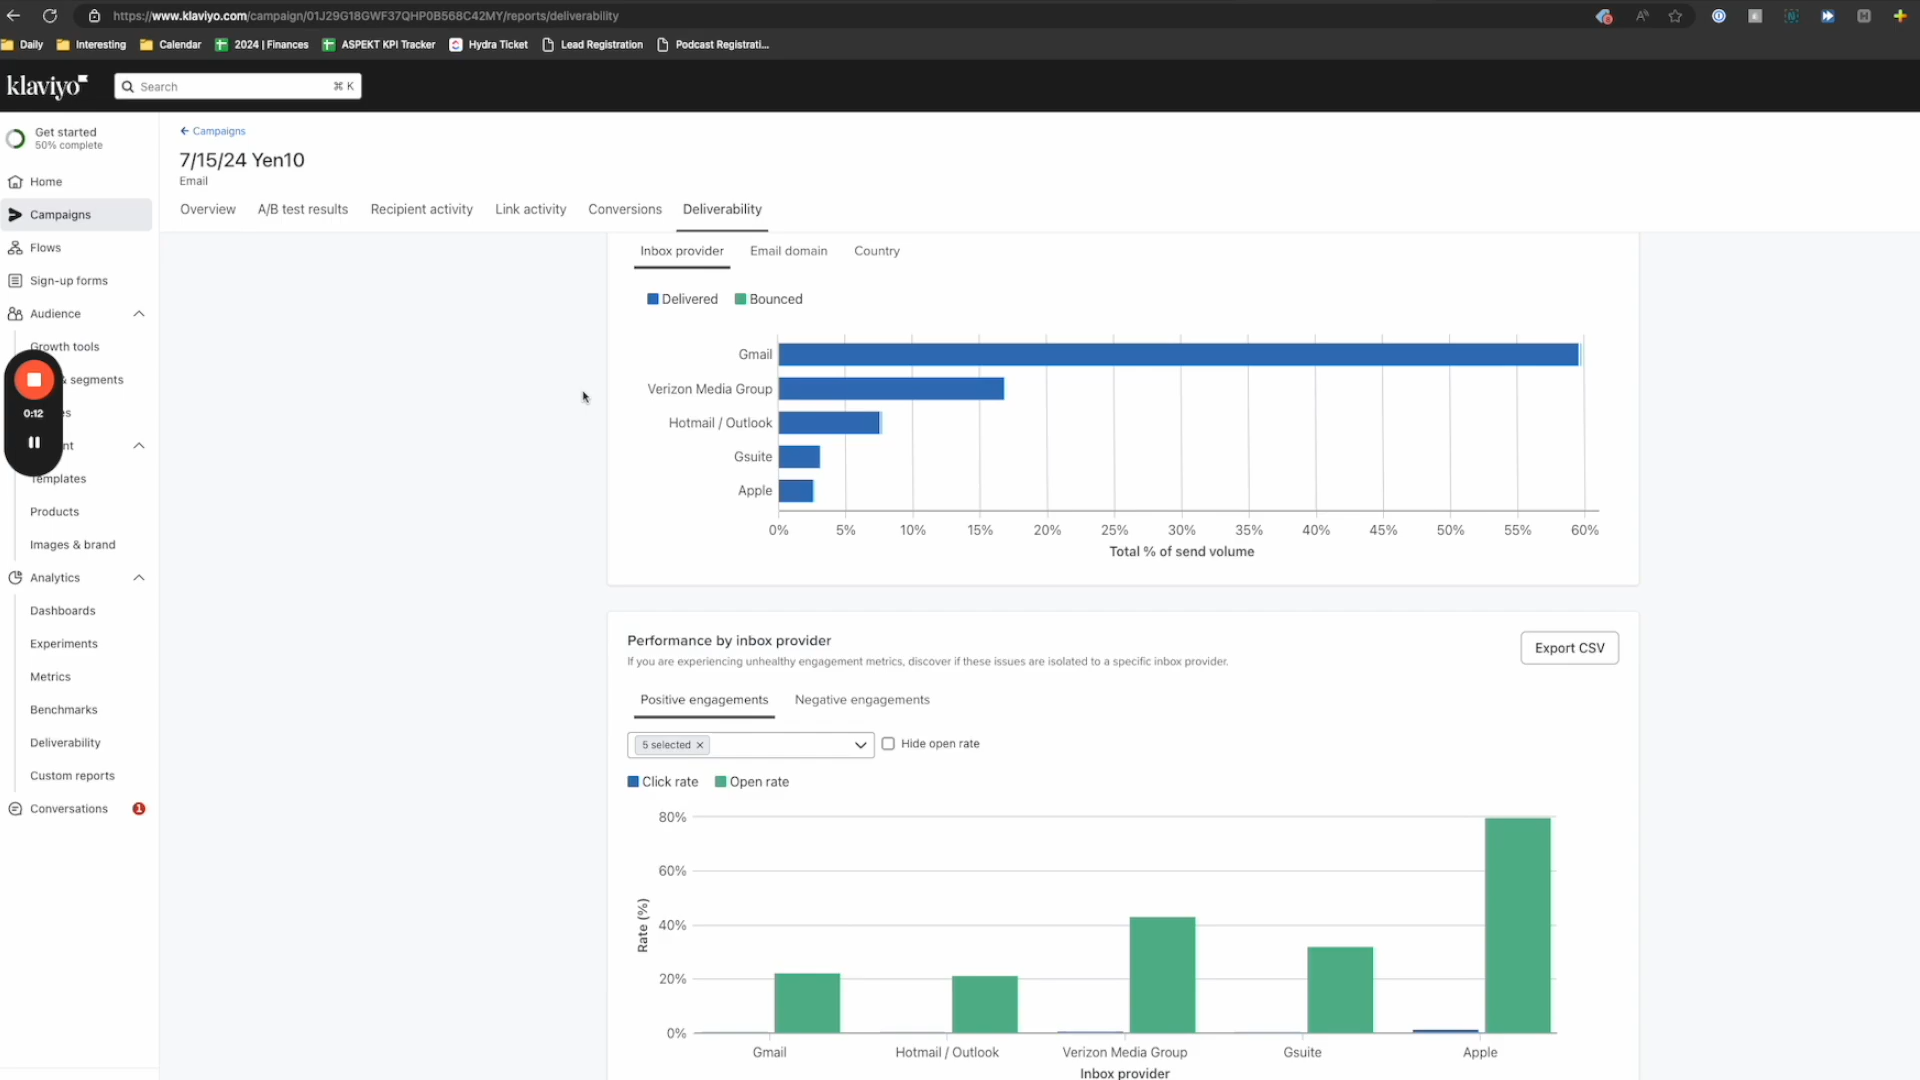 https://www.klaviyo.com/campaign/01J29G18GWF37QHP0B568C42MY/reports/deliverability
Daily
Interesting
Calendar
2024 | Finances
ASPEKT KPI Tracker
Hydra Ticket
Lead Registration
Podcast Registrati...
klaviyo
Search
⌘ K
Get started
50% complete
Home
Campaigns
Flows
Sign-up forms
Audience
Growth tools
& segments
0:12
es
nt
Templates
Products
Images & brand
Analytics
Dashboards
Experiments
Metrics
Benchmarks
Deliverability
Custom reports
Conversations
1
← Campaigns
7/15/24 Yen10
Email
Overview
A/B test results
Recipient activity
Link activity
Conversions
Deliverability
Inbox provider
Email domain
Country
Delivered
Bounced
Gmail
Verizon Media Group
Hotmail / Outlook
Gsuite
Apple
0% 5% 10% 15% 20% 25% 30% 35% 40% 45% 50% 55% 60%
Total % of send volume
Performance by inbox provider
If you are experiencing unhealthy engagement metrics, discover if these issues are isolated to a specific inbox provider.
Export CSV
Positive engagements
Negative engagements
5 selected ×
Hide open rate
Click rate
Open rate
80%
60%
40%
20%
0%
Rate (%)
Gmail
Hotmail / Outlook
Verizon Media Group
Gsuite
Apple
Inbox provider